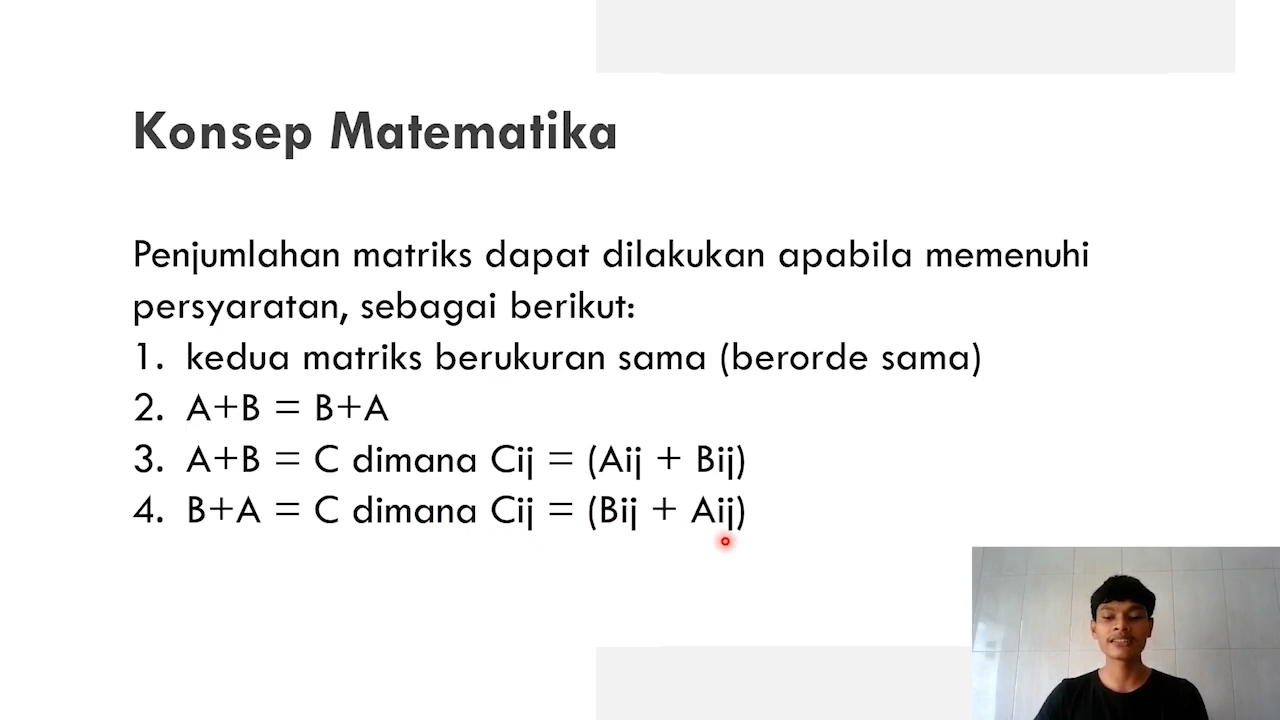 Konsep Matematika
Penjumlahan matriks dapat dilakukan apabila memenuhi
persyaratan, sebagai berikut:
1. kedua matriks berukuran sama (berorde sama)
2. A+B = B+A
3. A+B = C dimana Cij = (Aij + Bij)
4. B+A = C dimana Cij = (Bij + Aij)